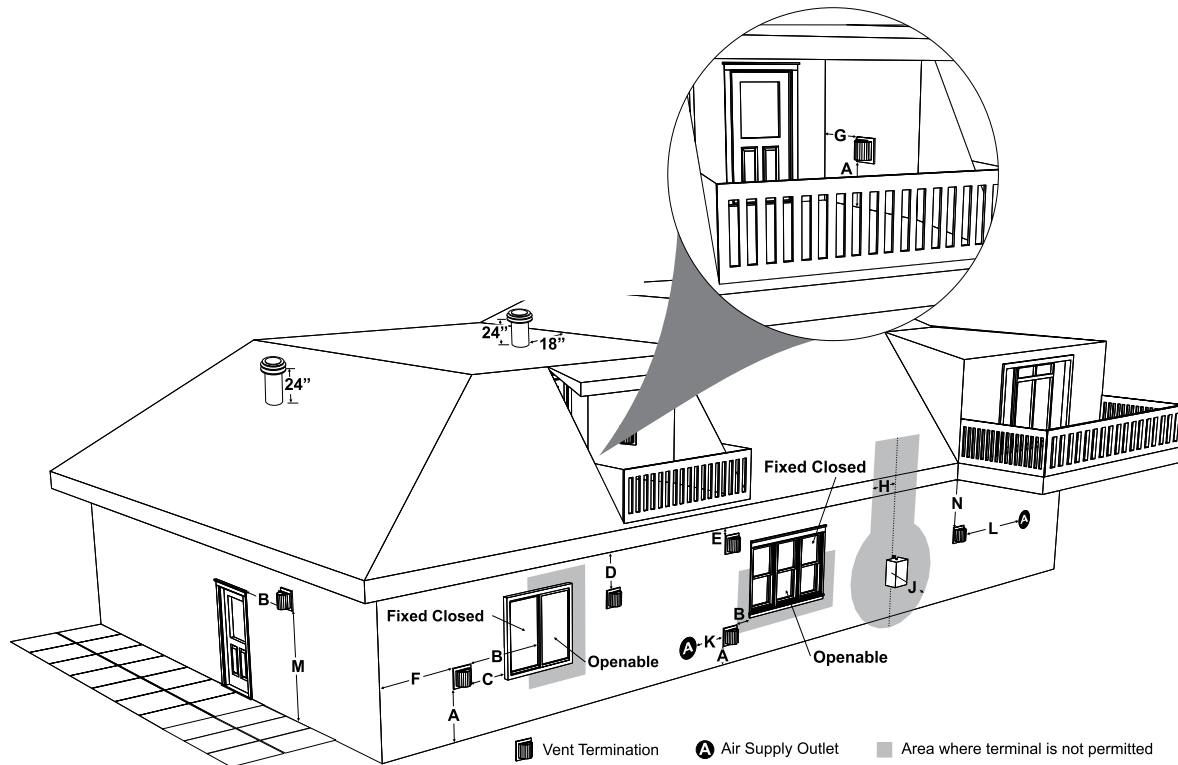 G
A
24”
18”
24”
Fixed Closed
H
N
L
A
E
D
B
Fixed Closed
J
B
K
A
A
B
Openable
Openable
M
F
C
A
Vent Termination
A Air Supply Outlet
Area where terminal is not permitted